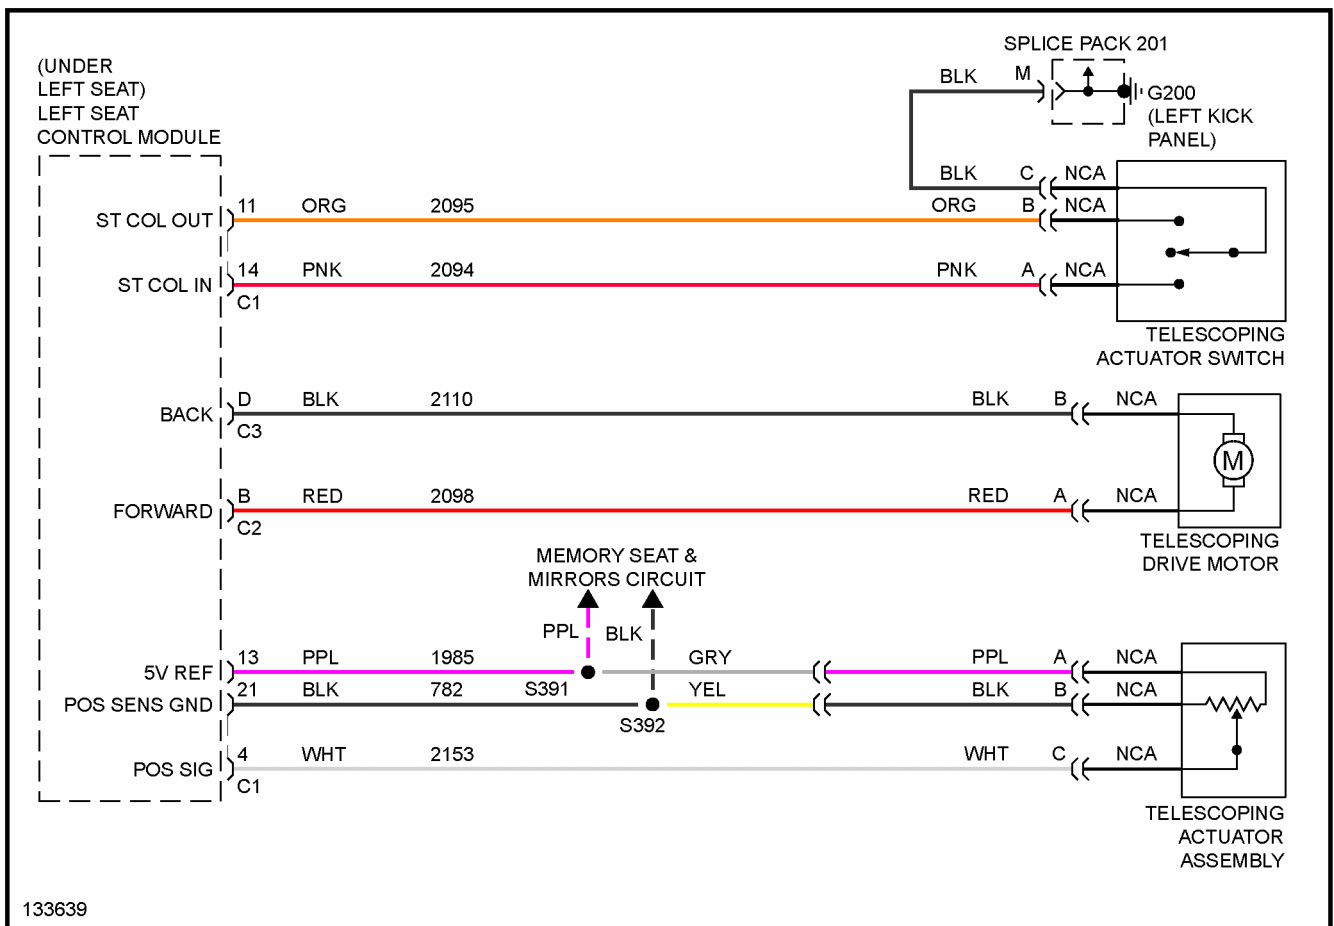 SPLICE PACK 201
(UNDER
LEFT SEAT)
LEFT SEAT
CONTROL MODULE
BLK M
G200
(LEFT KICK
PANEL)
BLK C NCA
ST COL OUT 11 ORG 2095 ORG B NCA
ST COL IN 14 PNK 2094 PNK A NCA
C1
TELESCOPING
ACTUATOR SWITCH
BACK D BLK 2110 BLK B NCA
C3
M
FORWARD B RED 2098 RED A NCA
C2
TELESCOPING
DRIVE MOTOR
MEMORY SEAT &
MIRRORS CIRCUIT
PPL BLK
5V REF 13 PPL 1985 GRY PPL A NCA
S391
POS SENS GND 21 BLK 782 YEL BLK B NCA
S392
POS SIG 4 WHT 2153 WHT C NCA
C1
TELESCOPING
ACTUATOR
ASSEMBLY
133639